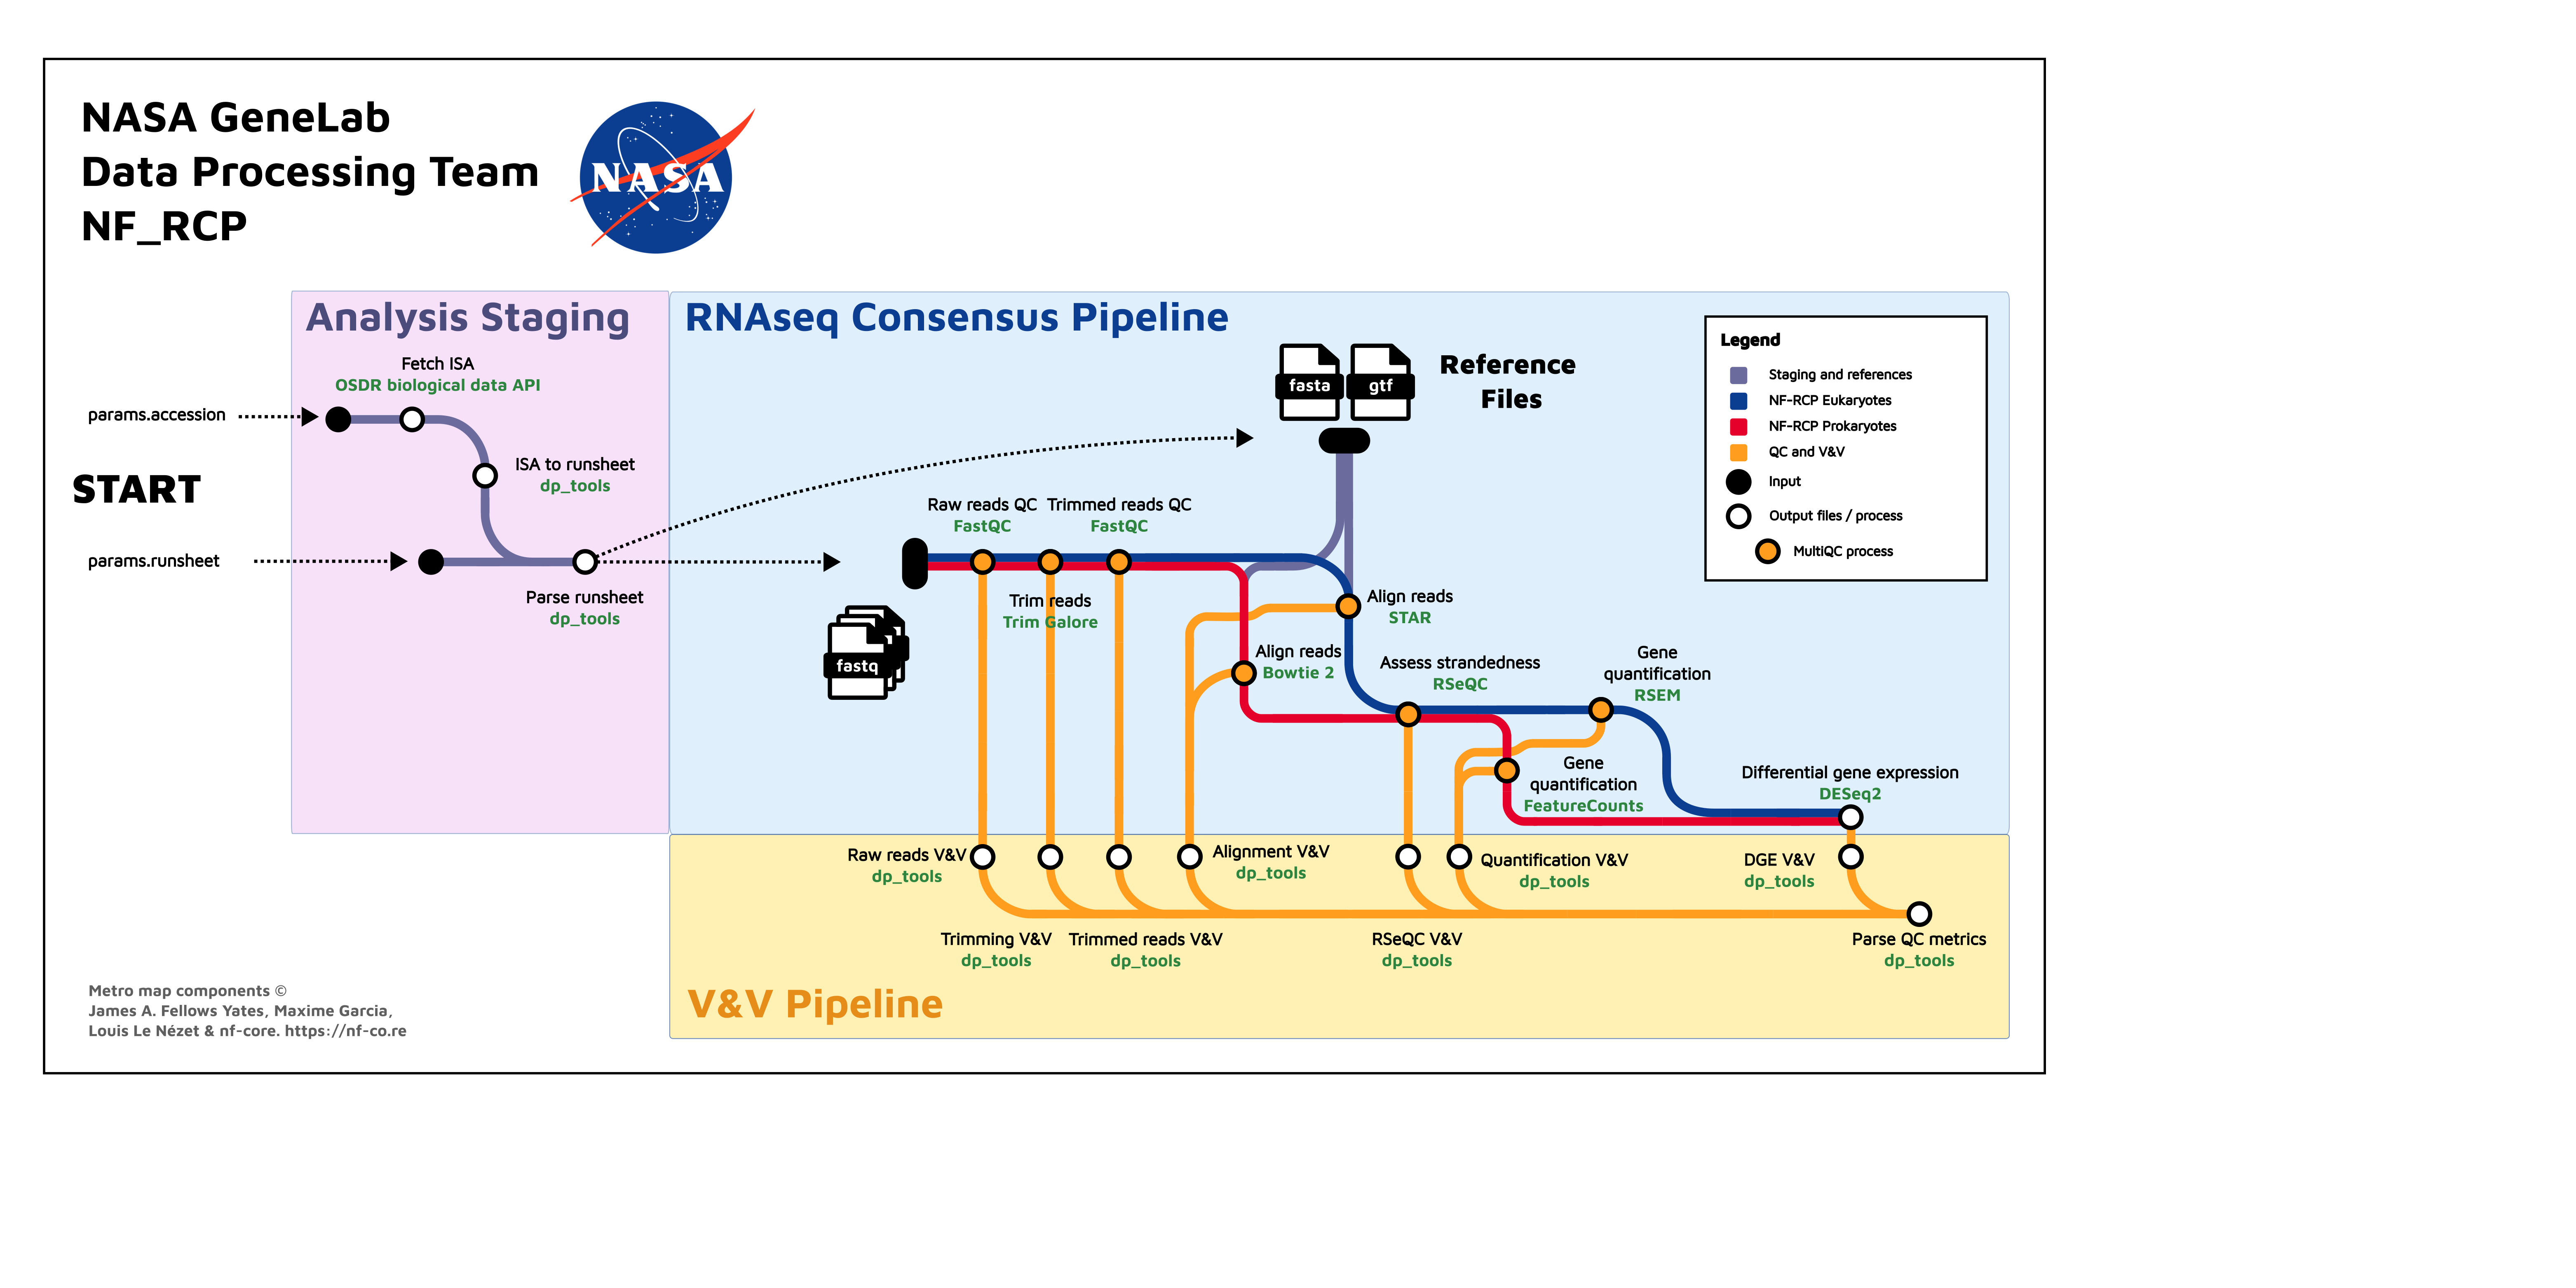 NASA GeneLab
Data Processing Team
NF_RCP
NASA
Analysis Staging
RNAseq Consensus Pipeline
Fetch ISA
OSDR biological data API
params.accession
START
ISA to runsheet
dp_tools
params.runsheet
Parse runsheet
dp_tools
fasta
gtf
Reference
Files
Legend
Staging and references
NF-RCP Eukaryotes
NF-RCP Prokaryotes
QC and V&V
Input
Output files / process
MultiQC process
Raw reads QC
FastQC
Trimmed reads QC
FastQC
Trim reads
Trim Galore
fastq
Align reads
STAR
Align reads
Bowtie 2
Assess strandedness
RSeQC
Gene
quantification
RSEM
Gene
quantification
FeatureCounts
Differential gene expression
DESeq2
Raw reads V&V
dp_tools
Alignment V&V
dp_tools
Quantification V&V
dp_tools
DGE V&V
dp_tools
Trimming V&V
dp_tools
Trimmed reads V&V
dp_tools
RSeQC V&V
dp_tools
Parse QC metrics
dp_tools
V&V Pipeline
Metro map components ©
James A. Fellows Yates, Maxime Garcia,
Louis Le Nézet & nf-core. https://nf-co.re